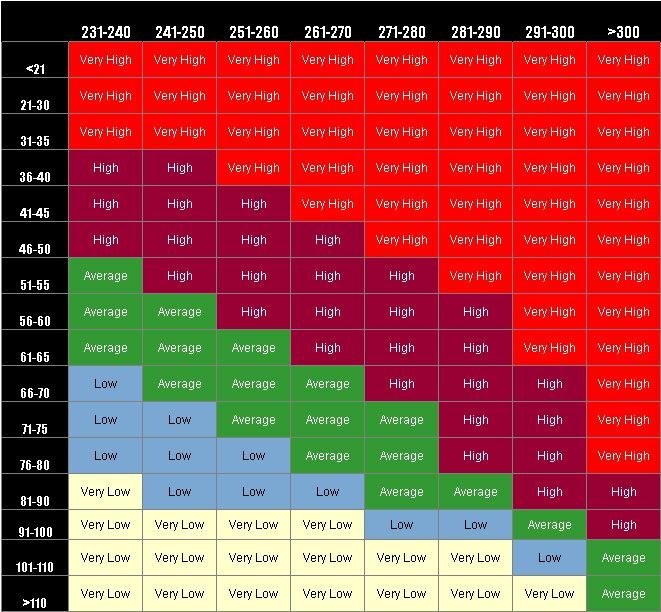 231-240 241-250 251-260 261-270 271-280 281-290 291-300 >300
<21 Very High Very High Very High Very High Very High Very High Very High Very High
21-30 Very High Very High Very High Very High Very High Very High Very High Very High
31-35 Very High Very High Very High Very High Very High Very High Very High Very High
36-40 High High Very High Very High Very High Very High Very High Very High
41-45 High High High Very High Very High Very High Very High Very High
46-50 High High High High Very High Very High Very High Very High
51-55 Average High High High High Very High Very High Very High
56-60 Average Average High High High High Very High Very High
61-65 Average Average Average High High High Very High Very High
66-70 Low Average Average Average High High High Very High
71-75 Low Low Average Average Average High High Very High
76-80 Low Low Low Average Average High High Very High
81-90 Very Low Low Low Low Average Average High High
91-100 Very Low Very Low Very Low Very Low Low Low Average High
101-110 Very Low Very Low Very Low Very Low Very Low Very Low Low Average
>110 Very Low Very Low Very Low Very Low Very Low Very Low Very Low Average